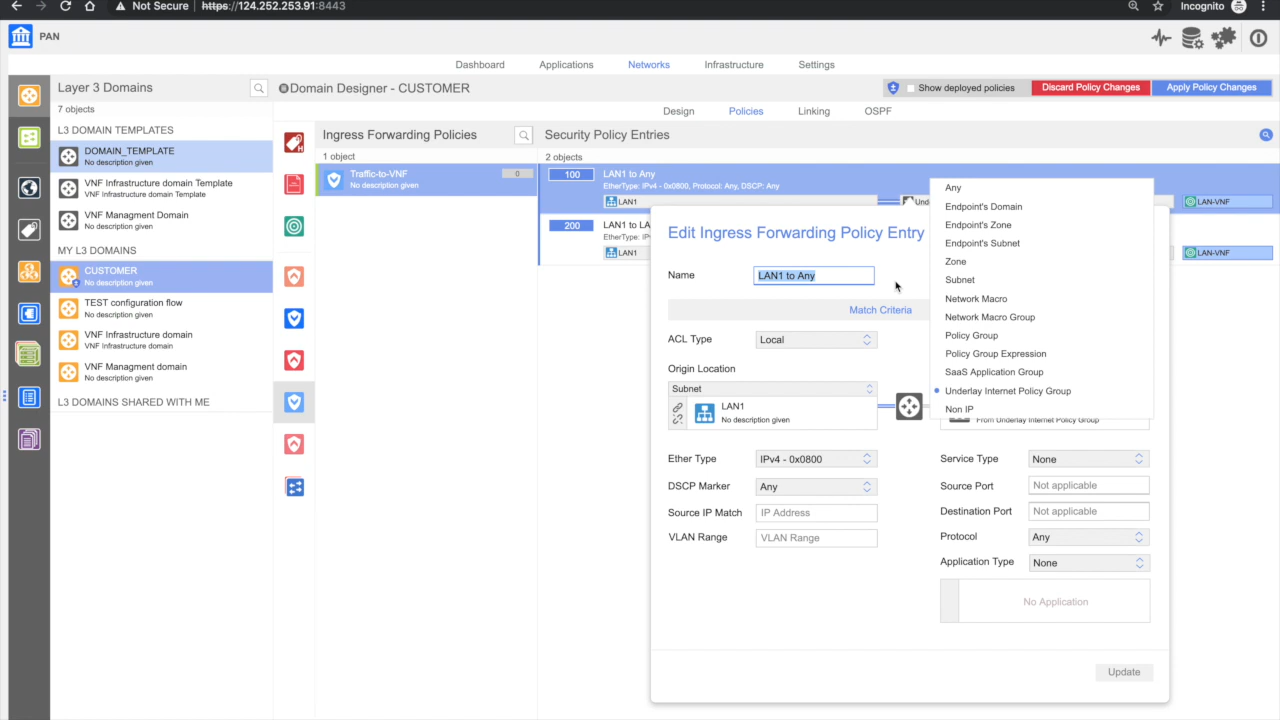 Not Secure
https://124.252.253.91:8443
Incognito
PAN
Dashboard
Applications
Networks
Infrastructure
Settings
Layer 3 Domains
7 objects
L3 DOMAIN TEMPLATES
DOMAIN_TEMPLATE
No description given
VNF Infrastructure domain Template
VNF Infrastructure domain Template
VNF Managment Domain
No description given
MY L3 DOMAINS
CUSTOMER
No description given
TEST configuration flow
No description given
VNF Infrastructure domain
VNF Infrastructure domain
VNF Managment domain
No description given
L3 DOMAINS SHARED WITH ME
Domain Designer - CUSTOMER
Show deployed policies
Discard Policy Changes
Apply Policy Changes
Design
Policies
Linking
OSPF
Ingress Forwarding Policies
1 object
Traffic-to-VNF
No description given
0
Security Policy Entries
2 objects
100
LAN1 to Any
EtherType: IPv4 - 0x0800, Protocol: Any, DSCP: Any
LAN1
LAN-VNF
200
LAN1
LAN-VNF
Edit Ingress Forwarding Policy Entry
Name
LAN1 to Any
Match Criteria
ACL Type
Local
Origin Location
Subnet
LAN1
No description given
Ether Type
IPv4 - 0x0800
DSCP Marker
Any
Source IP Match
IP Address
VLAN Range
VLAN Range
Any
Endpoint's Domain
Endpoint's Zone
Endpoint's Subnet
Zone
Subnet
Network Macro
Network Macro Group
Policy Group
Policy Group Expression
SaaS Application Group
Underlay Internet Policy Group
Non IP
From Underlay Internet Policy Group
Service Type
None
Source Port
Not applicable
Destination Port
Not applicable
Protocol
Any
Application Type
None
No Application
Update